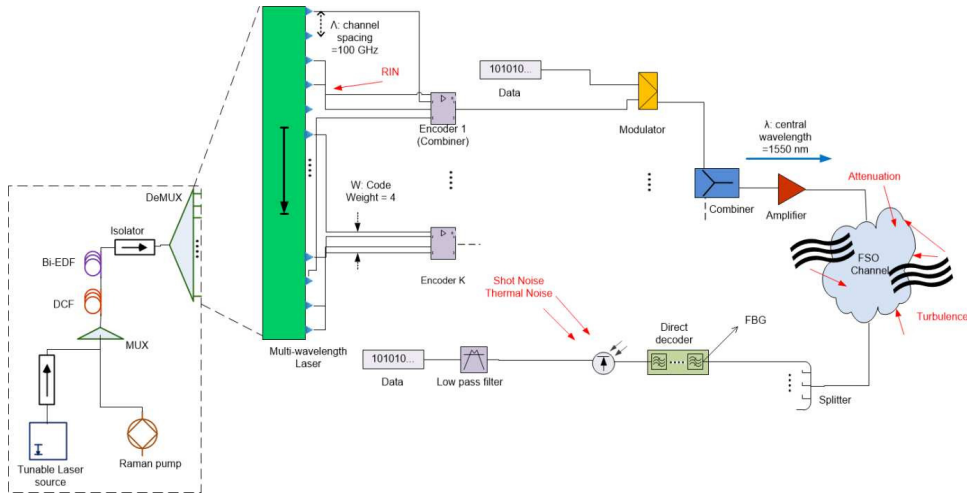 Λ: channel
spacing
=100 GHz
RIN
101010...
Data
Encoder 1
(Combiner)
Modulator
λ: central
wavelength
=1550 nm
W: Code
Weight = 4
Combiner
Amplifier
Attenuation
DeMUX
Isolator
Bi-EDF
DCF
MUX
Encoder K
FSO
Channel
Shot Noise
Thermal Noise
Turbulence
FBG
Direct
decoder
Multi-wavelength
Laser
101010...
Data
Low pass filter
Splitter
Tunable Laser
source
Raman pump